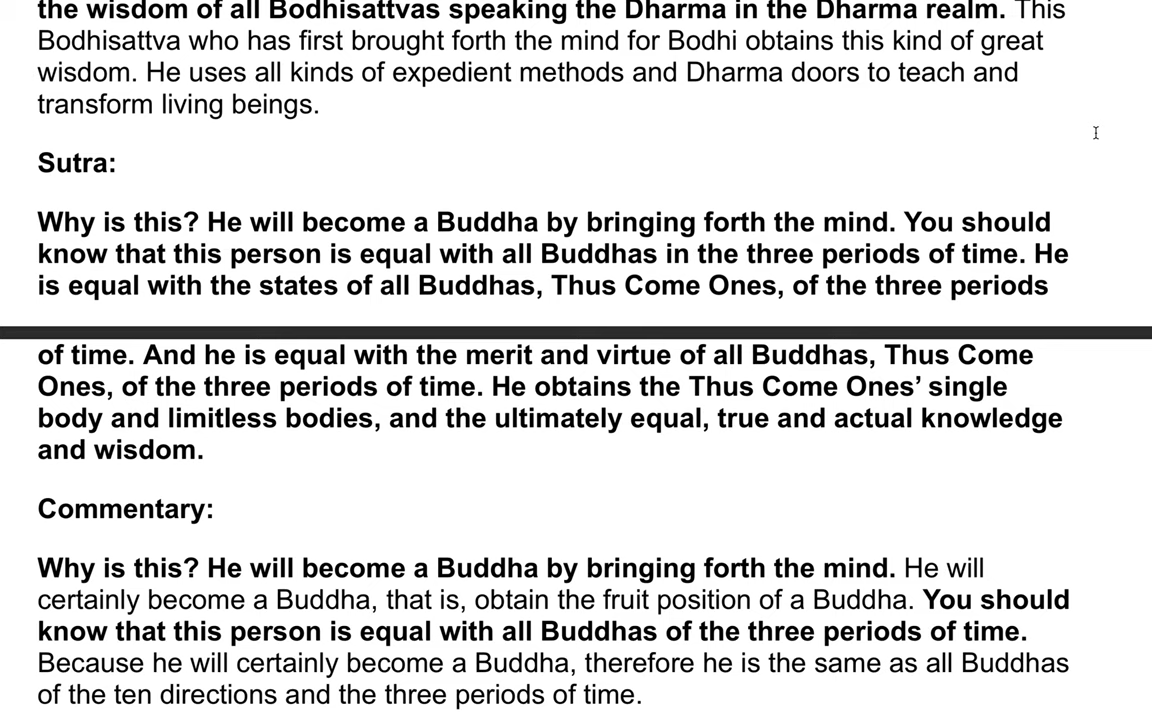 the wisdom of all Bodhisattvas speaking the Dharma in the Dharma realm. This
Bodhisattva who has first brought forth the mind for Bodhi obtains this kind of great
wisdom. He uses all kinds of expedient methods and Dharma doors to teach and
transform living beings.
Sutra:
Why is this? He will become a Buddha by bringing forth the mind. You should
know that this person is equal with all Buddhas in the three periods of time. He
is equal with the states of all Buddhas, Thus Come Ones, of the three periods
of time. And he is equal with the merit and virtue of all Buddhas, Thus Come
Ones, of the three periods of time. He obtains the Thus Come Ones’ single
body and limitless bodies, and the ultimately equal, true and actual knowledge
and wisdom.
Commentary:
Why is this? He will become a Buddha by bringing forth the mind. He will
certainly become a Buddha, that is, obtain the fruit position of a Buddha. You should
know that this person is equal with all Buddhas of the three periods of time.
Because he will certainly become a Buddha, therefore he is the same as all Buddhas
of the ten directions and the three periods of time.